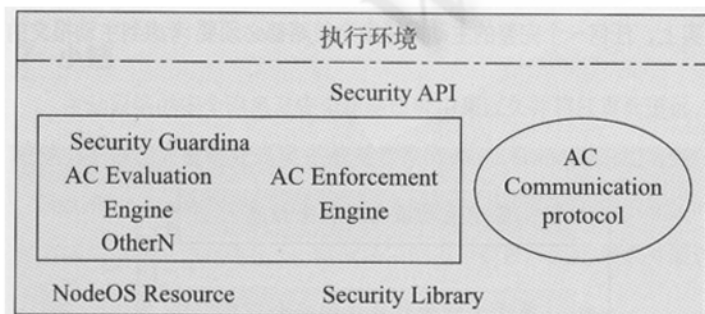 执行环境
Security API
Security Guardina
AC Evaluation
Engine
OtherN
AC Enforcement
Engine
AC
Communication
protocol
NodeOS Resource
Security Library